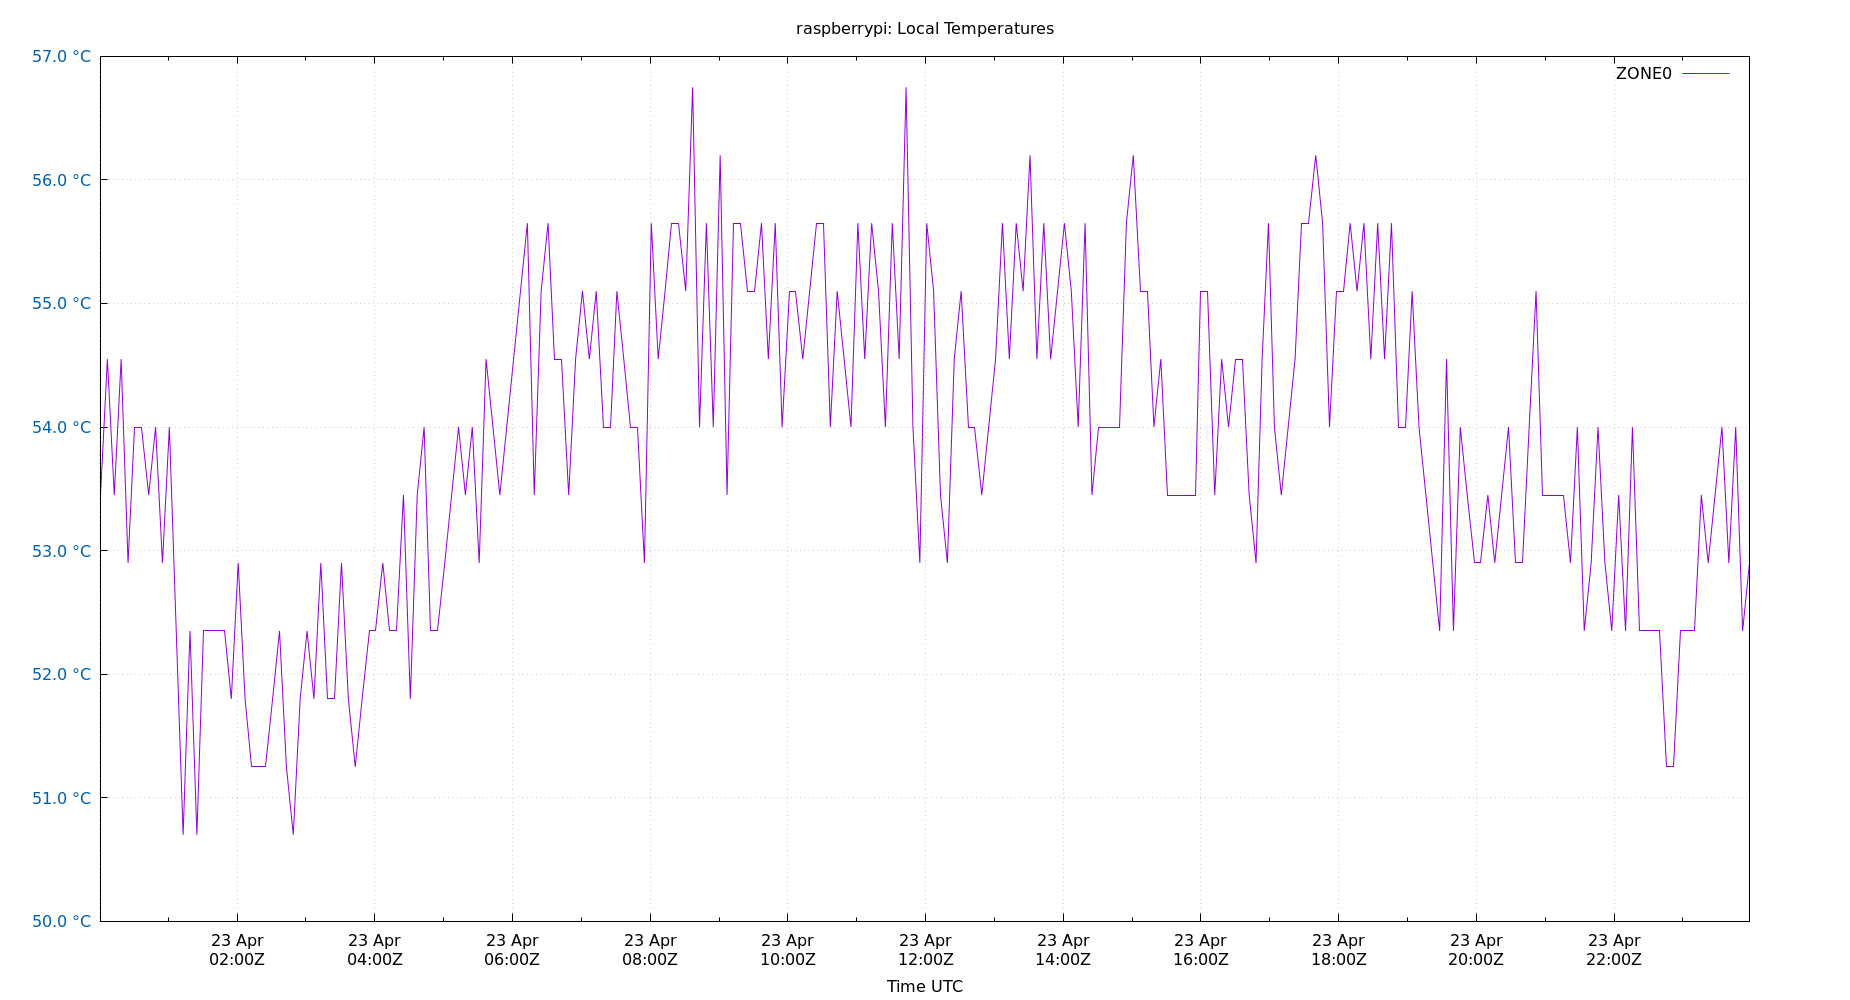 raspberrypi: Local Temperatures
57.0 °C
ZONE0
56.0 °C
55.0 °C
54.0 °C
53.0 °C
52.0 °C
51.0 °C
50.0 °C
23 Apr 23 Apr 23 Apr 23 Apr 23 Apr 23 Apr 23 Apr 23 Apr 23 Apr 23 Apr 23 Apr
02:00Z 04:00Z 06:00Z 08:00Z 10:00Z 12:00Z 14:00Z 16:00Z 18:00Z 20:00Z 22:00Z
Time UTC